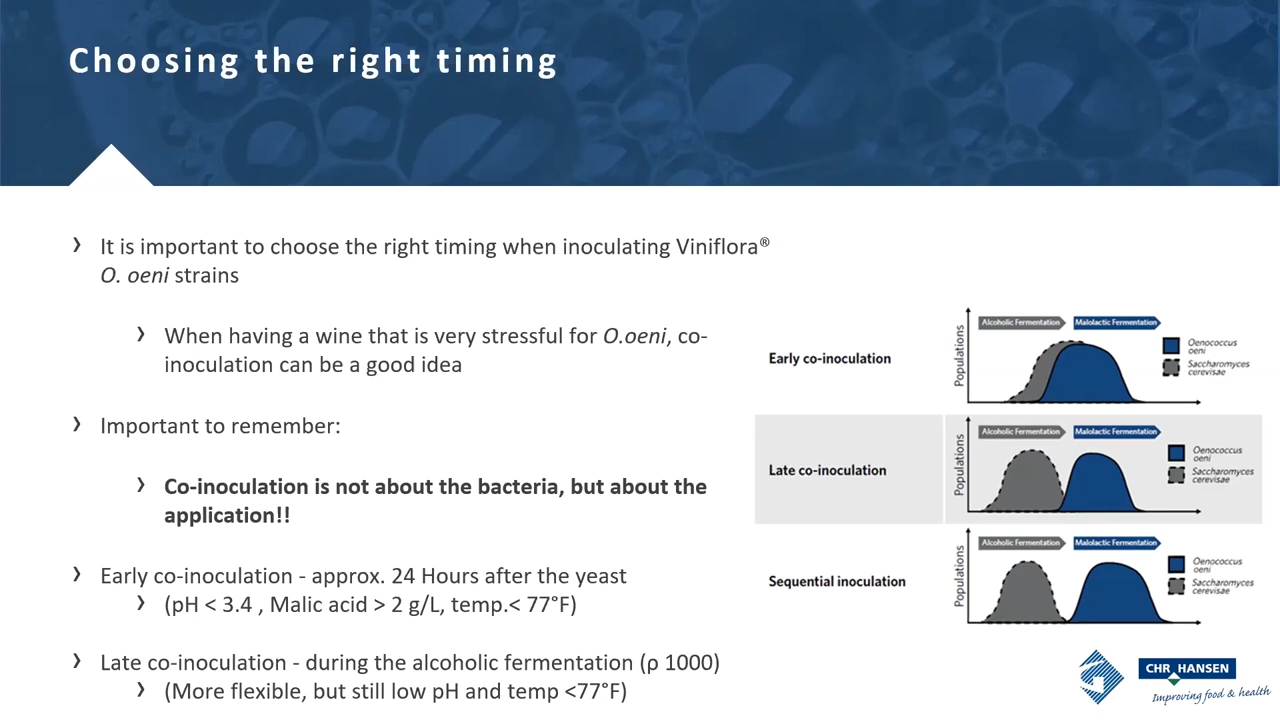 Choosing the right timing
› It is important to choose the right timing when inoculating Viniflora®
O. oeni strains
› When having a wine that is very stressful for O.oeni, co-
inoculation can be a good idea
› Important to remember:
› Co-inoculation is not about the bacteria, but about the
application!!
› Early co-inoculation - approx. 24 Hours after the yeast
› (pH < 3.4 , Malic acid > 2 g/L, temp.< 77°F)
› Late co-inoculation - during the alcoholic fermentation (ρ 1000)
› (More flexible, but still low pH and temp <77°F)
Early co-inoculation
Populations
Alcoholic Fermentation
Malolactic Fermentation
Oenococcus
oeni
Saccharomyces
cerevisae
Late co-inoculation
Populations
Alcoholic Fermentation
Malolactic Fermentation
Oenococcus
oeni
Saccharomyces
cerevisae
Sequential inoculation
Populations
Alcoholic Fermentation
Malolactic Fermentation
Oenococcus
oeni
Saccharomyces
cerevisae
CHR HANSEN
Improving food & health